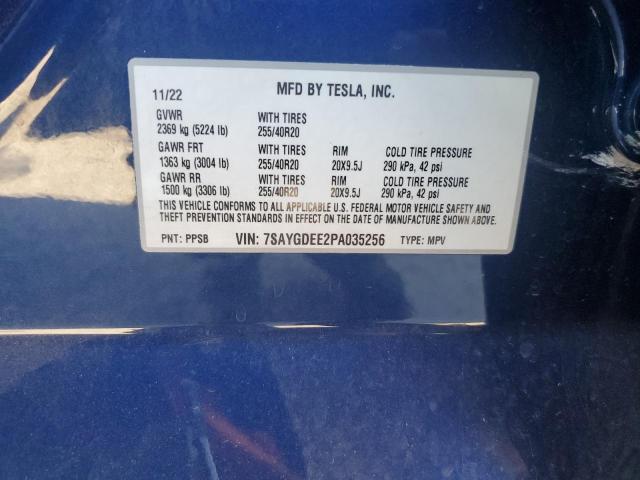 11/22 MFD BY TESLA, INC.
GVWR WITH TIRES
2369 kg (5224 lb) 255/40R20
GAWR FRT WITH TIRES RIM COLD TIRE PRESSURE
1363 kg (3004 lb) 255/40R20 20X9.5J 290 kPa, 42 psi
GAWR RR WITH TIRES RIM COLD TIRE PRESSURE
1500 kg (3306 lb) 255/40R20 20X9.5J 290 kPa, 42 psi
THIS VEHICLE CONFORMS TO ALL APPLICABLE U.S. FEDERAL MOTOR VEHICLE SAFETY AND
THEFT PREVENTION STANDARDS IN EFFECT ON THE DATE OF MANUFACTURE SHOWN ABOVE.
PNT: PPSB VIN: 7SAYGDEE2PA035256 TYPE: MPV